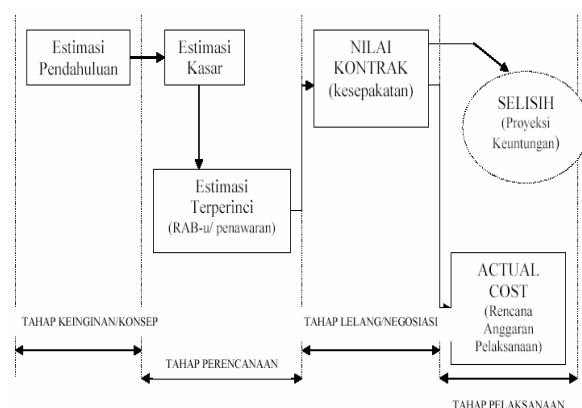 Estimasi
Pendahuluan
Estimasi
Kasar
NILAI
KONTRAK
(kesepakatan)
SELISIH
(Proyeksi
Keuntungan)
Estimasi
Terperinci
(RAB-u/ penawaran)
ACTUAL
COST
(Rencana
Anggaran
Pelaksanaan)
TAHAP KEINGINAN/KONSEP
TAHAP LELANG/NEGOSIASI
TAHAP PERENCANAAN
TAHAP PELAKSANAAN